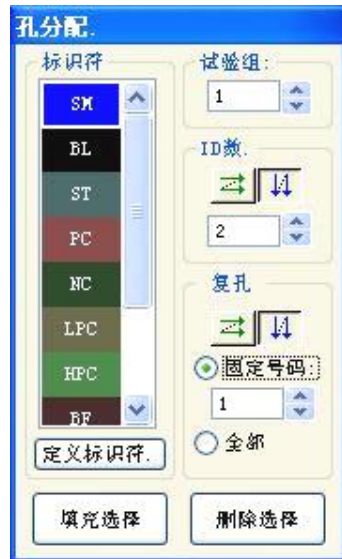 孔分配.
标识符
SM
BL
ST
PC
NC
LPC
HPC
BF
定义标识符.
试验组:
1
ID数.
2
复孔
固定号码:
1
全部
填充选择
删除选择